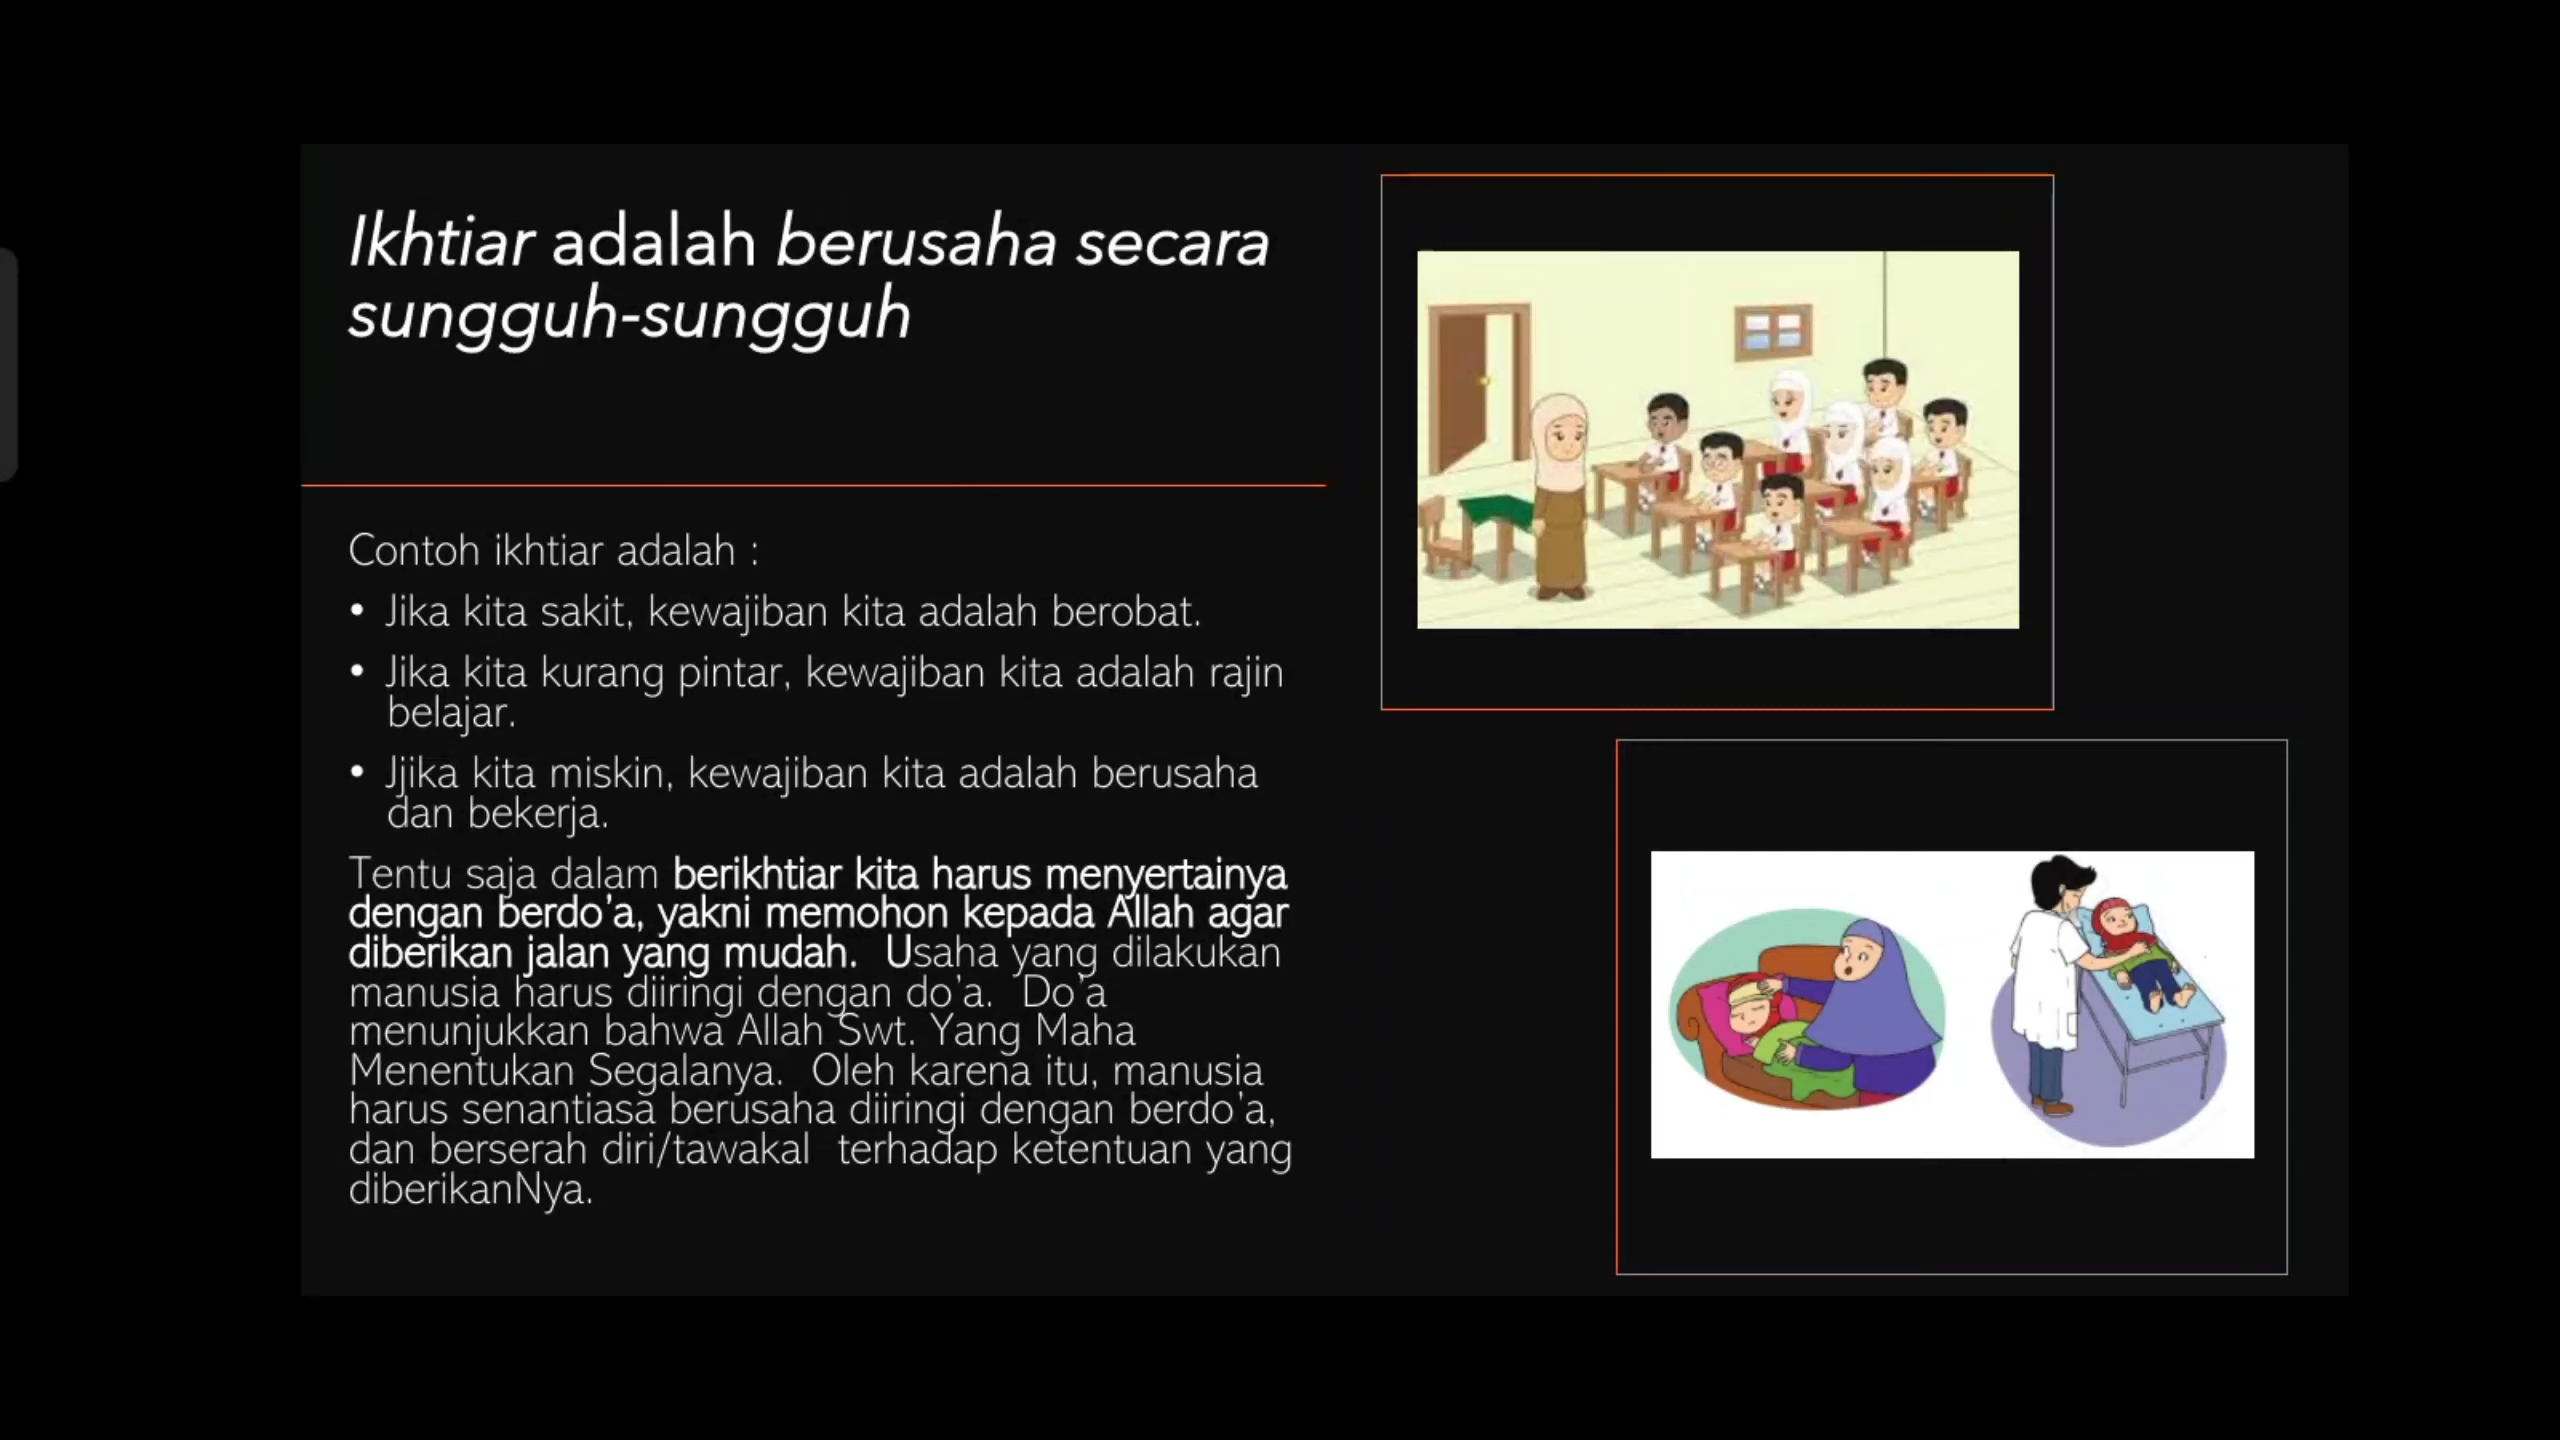 Ikhtiar adalah berusaha secara
sungguh-sungguh
Contoh ikhtiar adalah :
• Jika kita sakit, kewajiban kita adalah berobat.
• Jika kita kurang pintar, kewajiban kita adalah rajin
belajar.
• Jjika kita miskin, kewajiban kita adalah berusaha
dan bekerja.
Tentu saja dalam berikhtiar kita harus menyertainya
dengan berdo'a, yakni memohon kepada Allah agar
diberikan jalan yang mudah.  Usaha yang dilakukan
manusia harus diiringi dengan do'a.  Do'a
menunjukkan bahwa Allah Swt. Yang Maha
Menentukan Segalanya.  Oleh karena itu, manusia
harus senantiasa berusaha diiringi dengan berdo'a,
dan berserah diri/tawakal  terhadap ketentuan yang
diberikanNya.